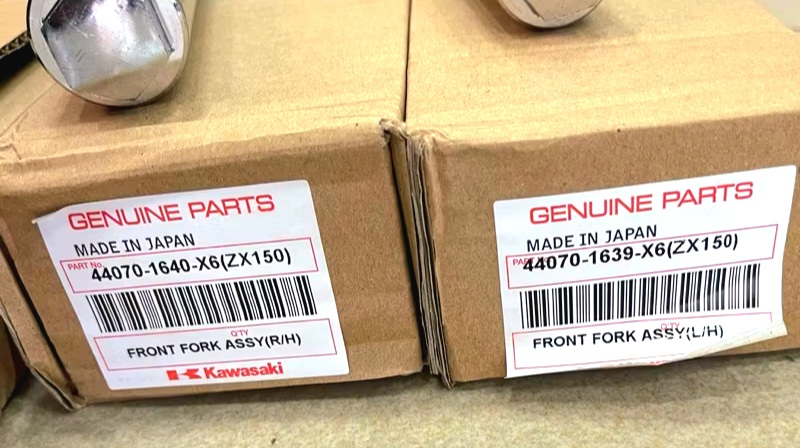 GENUINE PARTS
MADE IN JAPAN
PART No.
44070-1640-X6(ZX150)
Q'TY
FRONT FORK ASSY(R/H)
Kawasaki
GENUINE PARTS
MADE IN JAPAN
PART No.
44070-1639-X6(ZX150)
Q'TY
FRONT FORK ASSY(L/H)